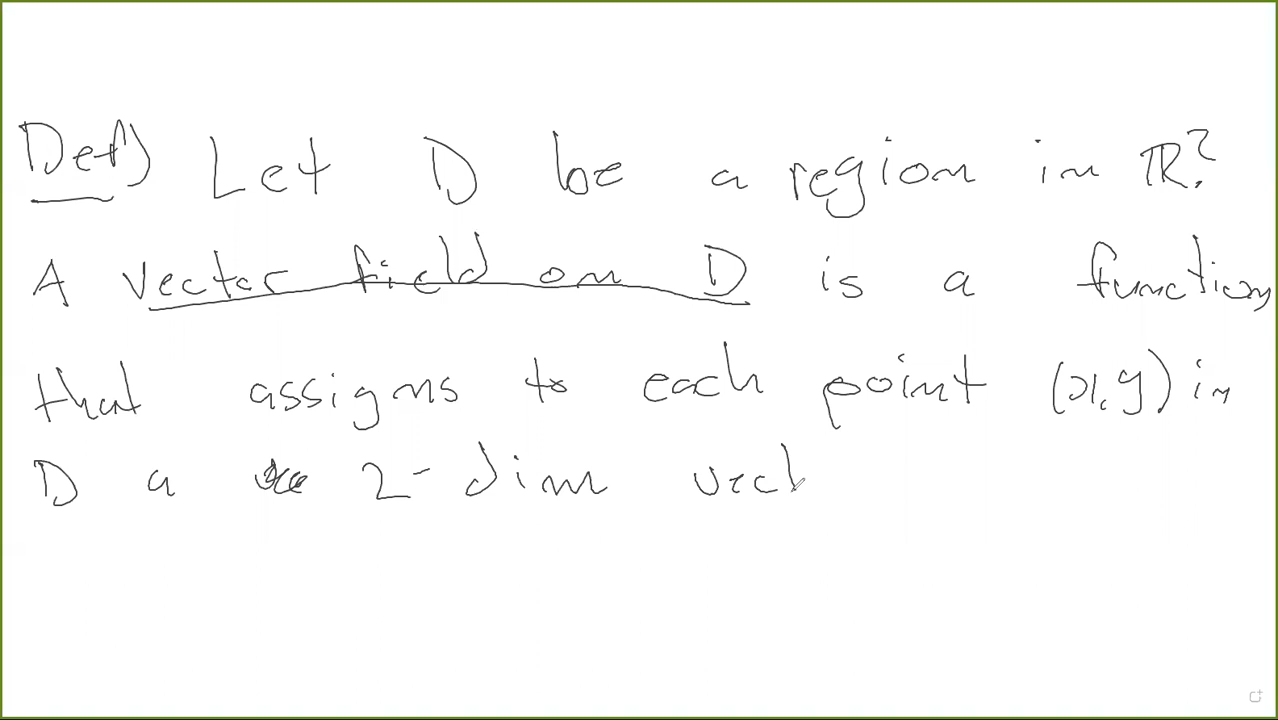 Def) Let D be a region in ℝ².
A vector field on D is a function
that assigns to each point (x,y) in
D a 2-dim vect